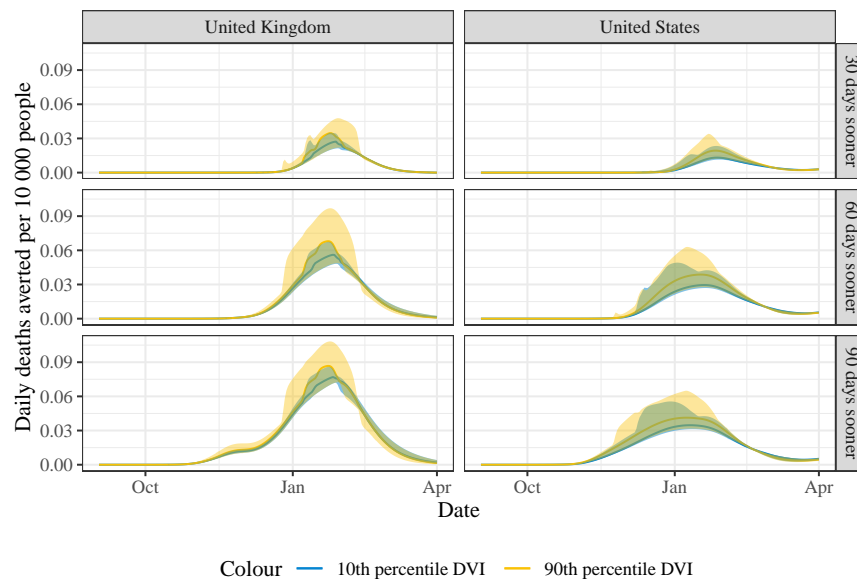 United Kingdom United States
Daily deaths averted per 10 000 people
0.09
0.06
0.03
0.00
30 days sooner
0.09
0.06
0.03
0.00
60 days sooner
0.09
0.06
0.03
0.00
90 days sooner
Oct Jan Apr Oct Jan Apr
Date
Colour 10th percentile DVI 90th percentile DVI